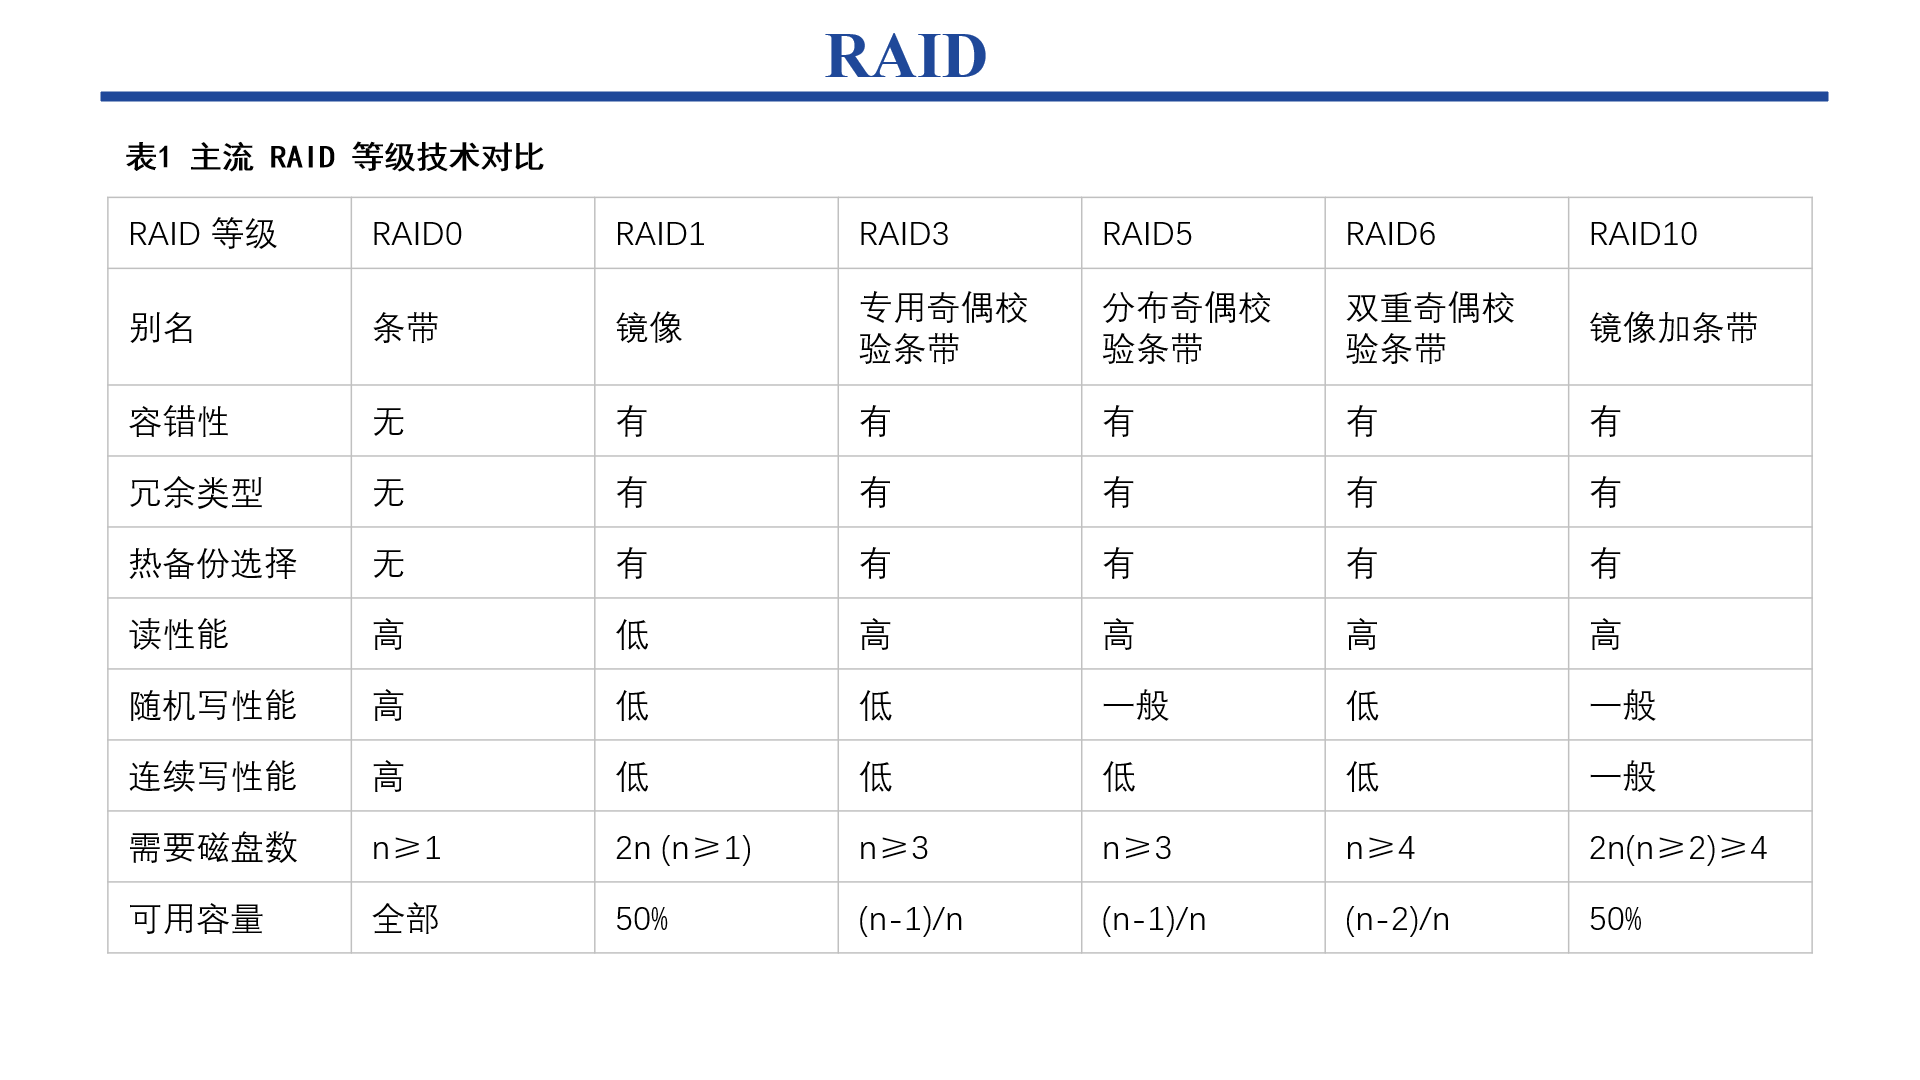 RAID
表1 主流 RAID 等级技术对比
RAID 等级 RAID0 RAID1 RAID3 RAID5 RAID6 RAID10
别名 条带 镜像 专用奇偶校验条带 分布奇偶校验条带 双重奇偶校验条带 镜像加条带
容错性 无 有 有 有 有 有
冗余类型 无 有 有 有 有 有
热备份选择 无 有 有 有 有 有
读性能 高 低 高 高 高 高
随机写性能 高 低 低 一般 低 一般
连续写性能 高 低 低 低 低 一般
需要磁盘数 n≥1 2n (n≥1) n≥3 n≥3 n≥4 2n(n≥2)≥4
可用容量 全部 50% (n-1)/n (n-1)/n (n-2)/n 50%